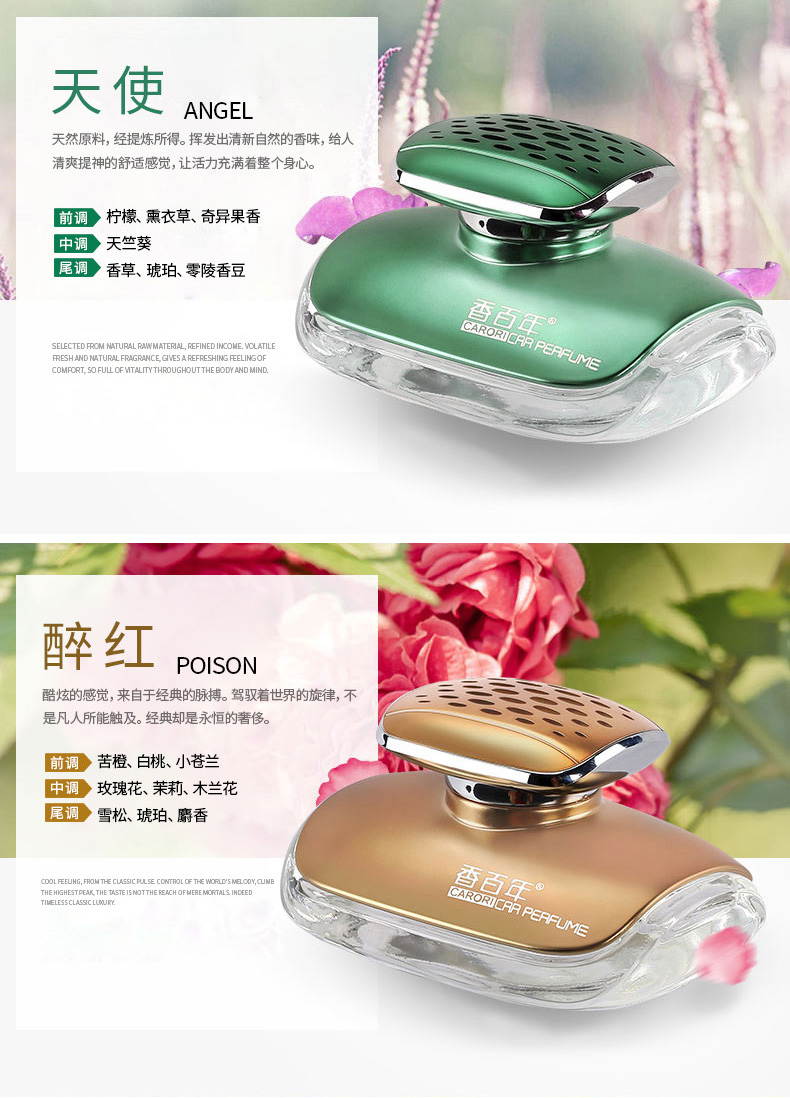 天使 ANGEL
天然原料，经提炼所得。挥发出清新自然的香味，给人
清爽提神的舒适感觉，让活力充满着整个身心。
前调 柠檬、熏衣草、奇异果香
中调 天竺葵
尾调 香草、琥珀、零陵香豆
SELECTED FROM NATURAL RAW MATERIAL, REFINED INCOME. VOLATILE
FRESH AND NATURAL FRAGRANCE, GIVES A REFRESHING FEELING OF
COMFORT, SO FULL OF VITALITY THROUGHOUT THE BODY AND MIND.
香百年®
CARORI CAR PERFUME
醉红 POISON
酷炫的感觉，来自于经典的脉搏。驾驭着世界的旋律，不
是凡人所能触及。经典却是永恒的奢侈。
前调 苦橙、白桃、小苍兰
中调 玫瑰花、茉莉、木兰花
尾调 雪松、琥珀、麝香
COOL FEELING, FROM THE CLASSIC PULSE. CONTROL OF THE WORLD'S MELODY, CLIMB
THE HIGHEST PEAK, THE TASTE IS NOT THE REACH OF MERE MORTALS. INDEED
TIMELESS CLASSIC LUXURY.
香百年®
CARORI CAR PERFUME